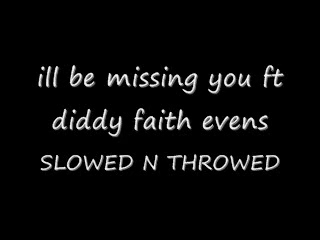 ill be missing you ft
diddy faith evens
SLOWED N THROWED